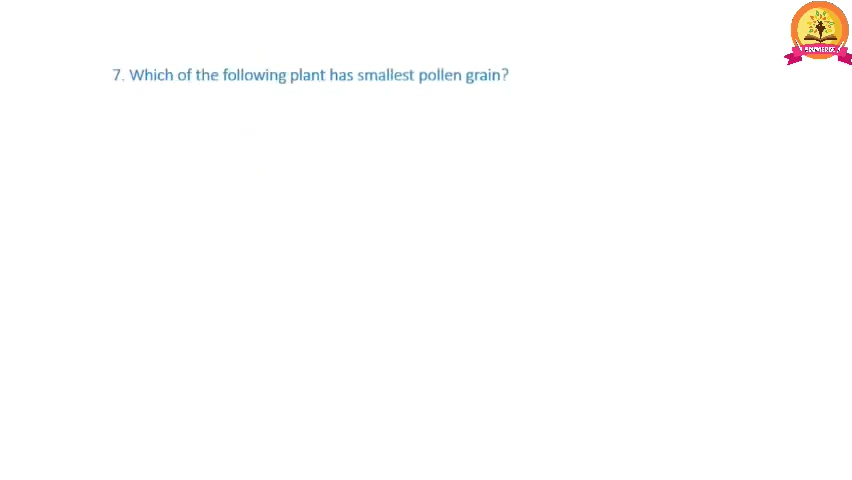 7. Which of the following plant has smallest pollen grain?